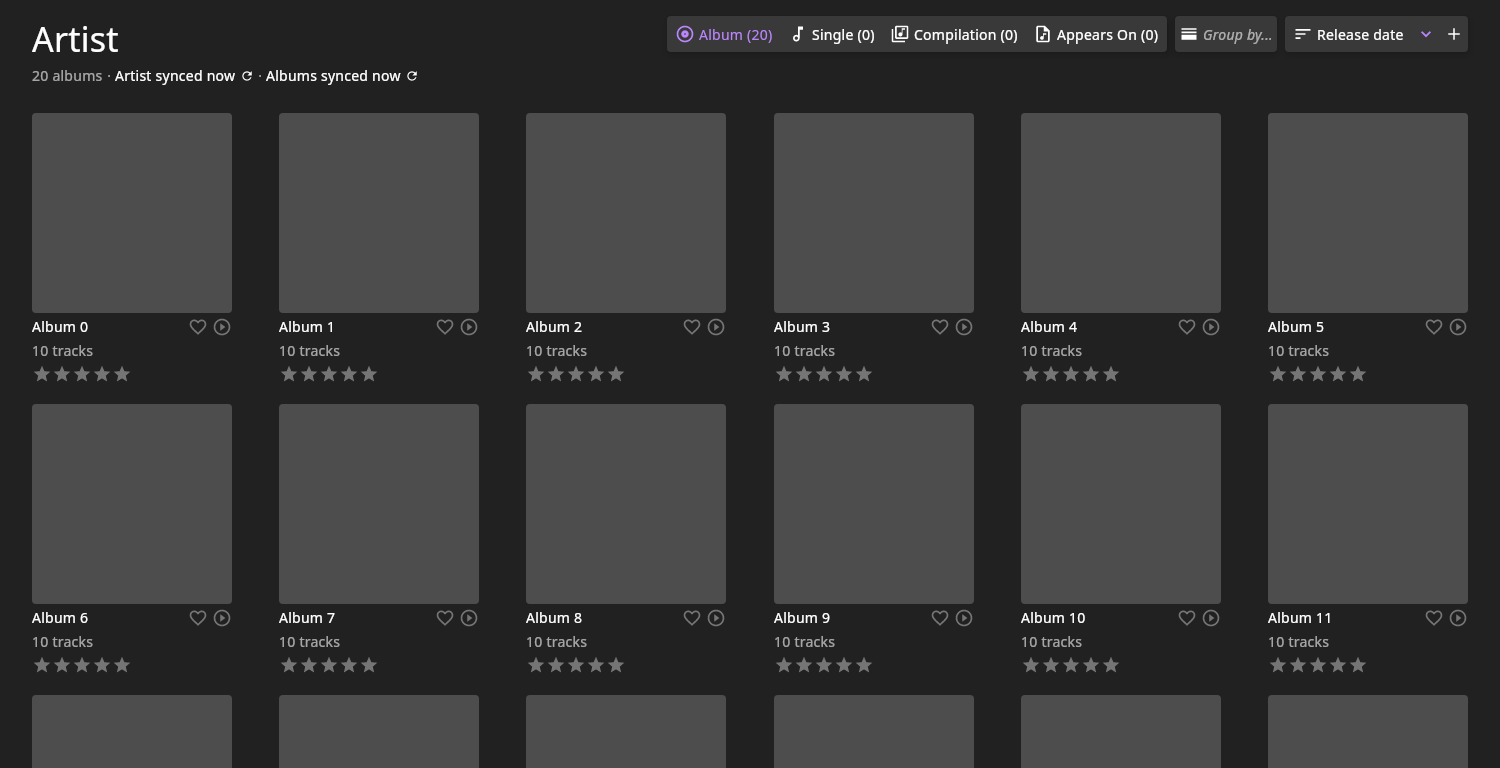 Artist
Album (20) Single (0) Compilation (0) Appears On (0) Group by... Release date
20 albums · Artist synced now · Albums synced now
Album 0 Album 1 Album 2 Album 3 Album 4 Album 5
10 tracks 10 tracks 10 tracks 10 tracks 10 tracks 10 tracks
Album 6 Album 7 Album 8 Album 9 Album 10 Album 11
10 tracks 10 tracks 10 tracks 10 tracks 10 tracks 10 tracks